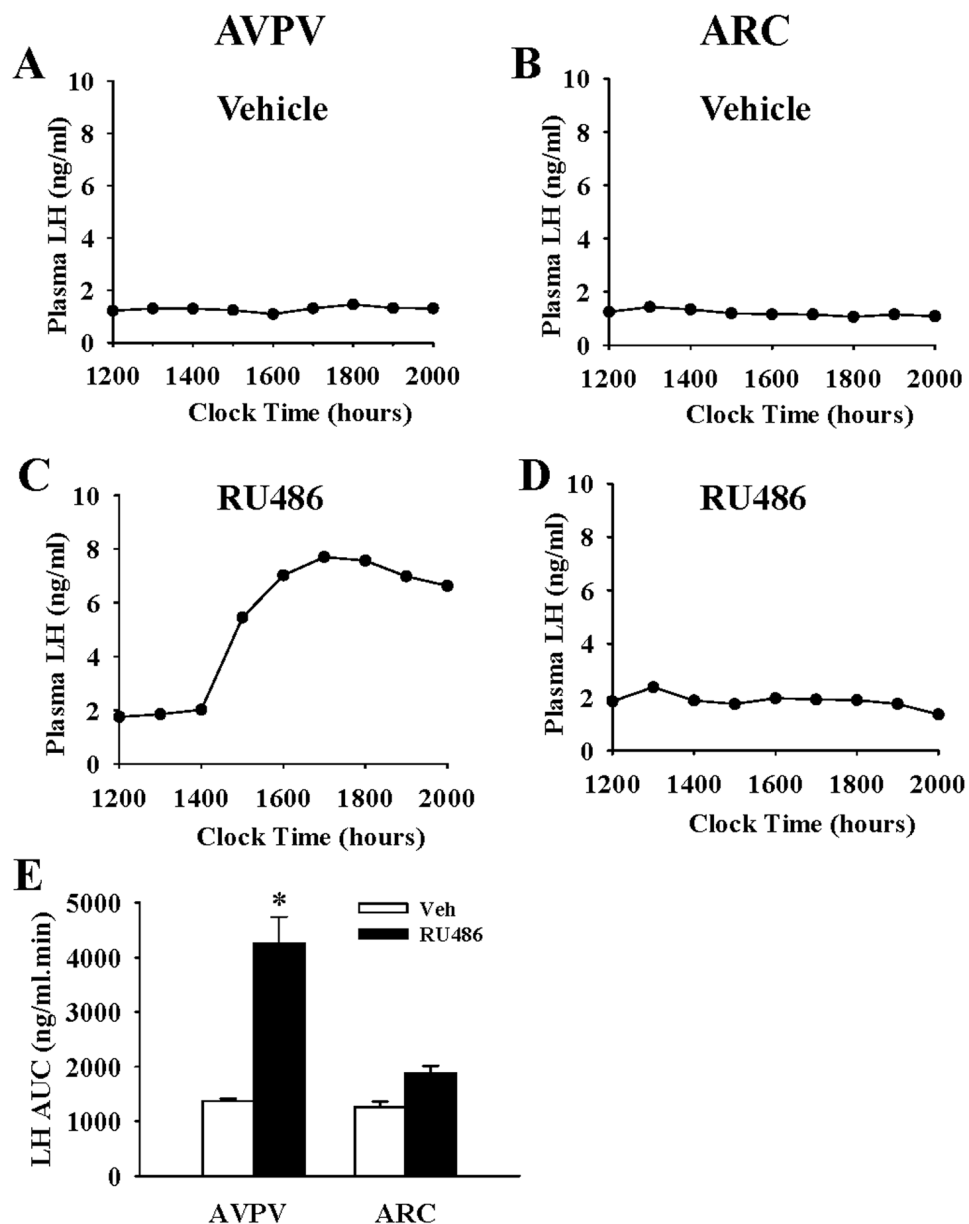 AVPV
ARC
A
B
Vehicle
Vehicle
Plasma LH (ng/ml)
10
8
6
4
2
0
1200 1400 1600 1800 2000
Clock Time (hours)
Plasma LH (ng/ml)
10
8
6
4
2
0
1200 1400 1600 1800 2000
Clock Time (hours)
C
D
RU486
RU486
Plasma LH (ng/ml)
10
8
6
4
2
0
1200 1400 1600 1800 2000
Clock Time (hours)
Plasma LH (ng/ml)
10
8
6
4
2
0
1200 1400 1600 1800 2000
Clock Time (hours)
E
LH AUC (ng/ml.min)
5000
4000
3000
2000
1000
0
*
Veh
RU486
AVPV ARC